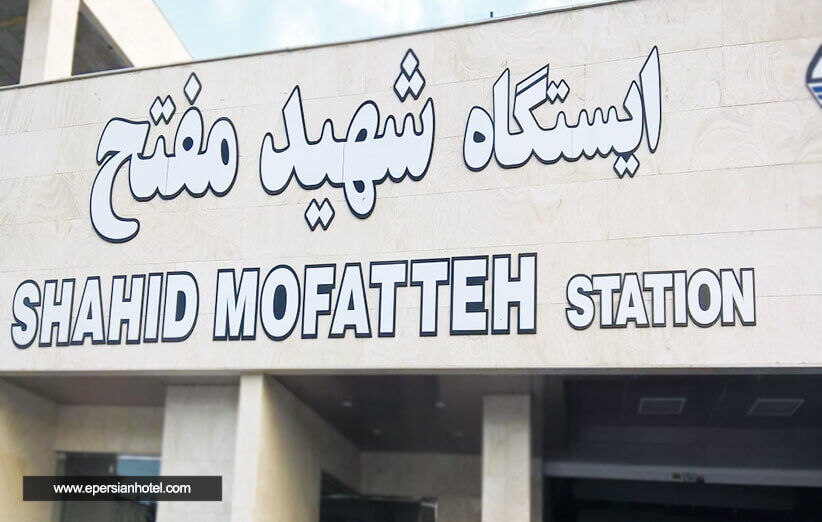 ایستگاه شهید مفتح
SHAHID MOFATTEH STATION
www.epersianhotel.com